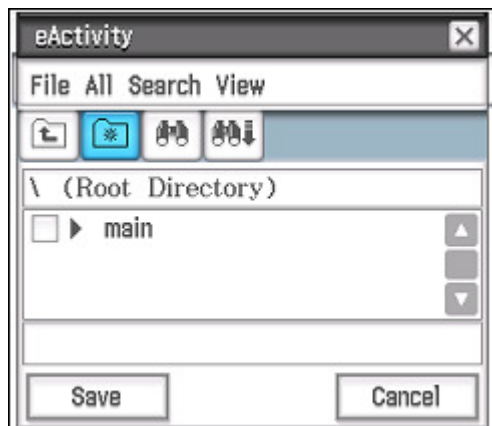 eActivity
File All Search View
\ (Root Directory)
main
Save Cancel